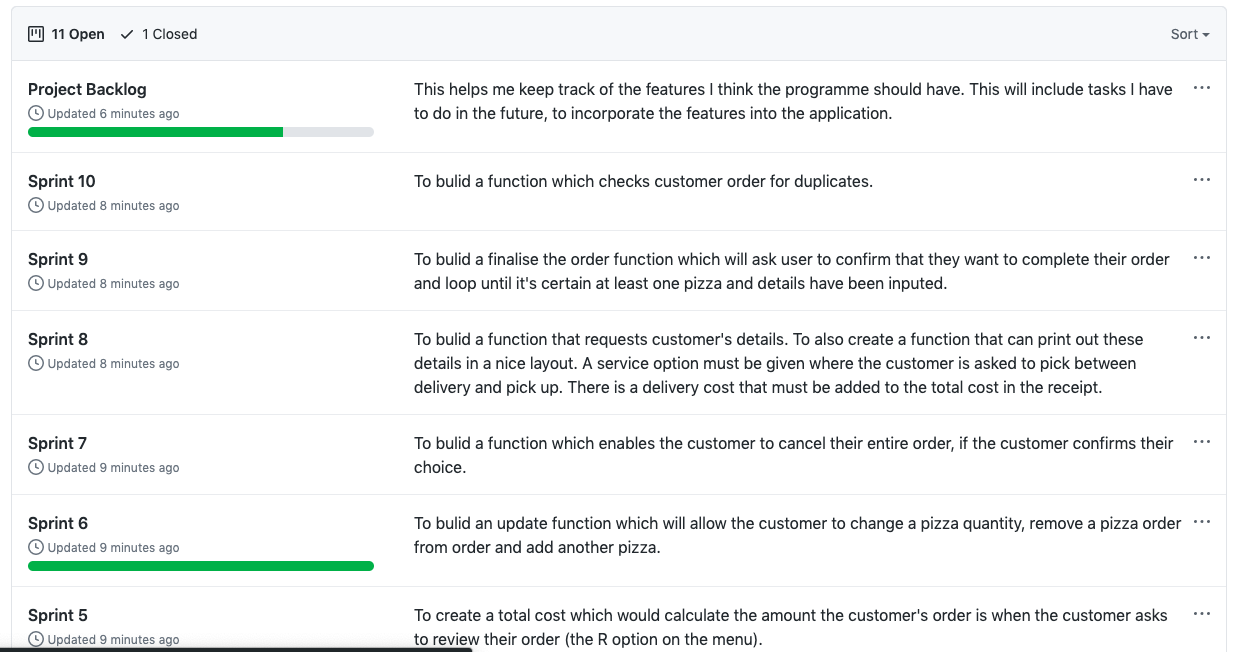 11 Open 1 Closed Sort
Project Backlog
Updated 6 minutes ago
This helps me keep track of the features I think the programme should have. This will include tasks I have
to do in the future, to incorporate the features into the application.
Sprint 10
Updated 8 minutes ago
To bulid a function which checks customer order for duplicates.
Sprint 9
Updated 8 minutes ago
To bulid a finalise the order function which will ask user to confirm that they want to complete their order
and loop until it's certain at least one pizza and details have been inputed.
Sprint 8
Updated 8 minutes ago
To bulid a function that requests customer's details. To also create a function that can print out these
details in a nice layout. A service option must be given where the customer is asked to pick between
delivery and pick up. There is a delivery cost that must be added to the total cost in the receipt.
Sprint 7
Updated 9 minutes ago
To bulid a function which enables the customer to cancel their entire order, if the customer confirms their
choice.
Sprint 6
Updated 9 minutes ago
To bulid an update function which will allow the customer to change a pizza quantity, remove a pizza order
from order and add another pizza.
Sprint 5
Updated 9 minutes ago
To create a total cost which would calculate the amount the customer's order is when the customer asks
to review their order (the R option on the menu).